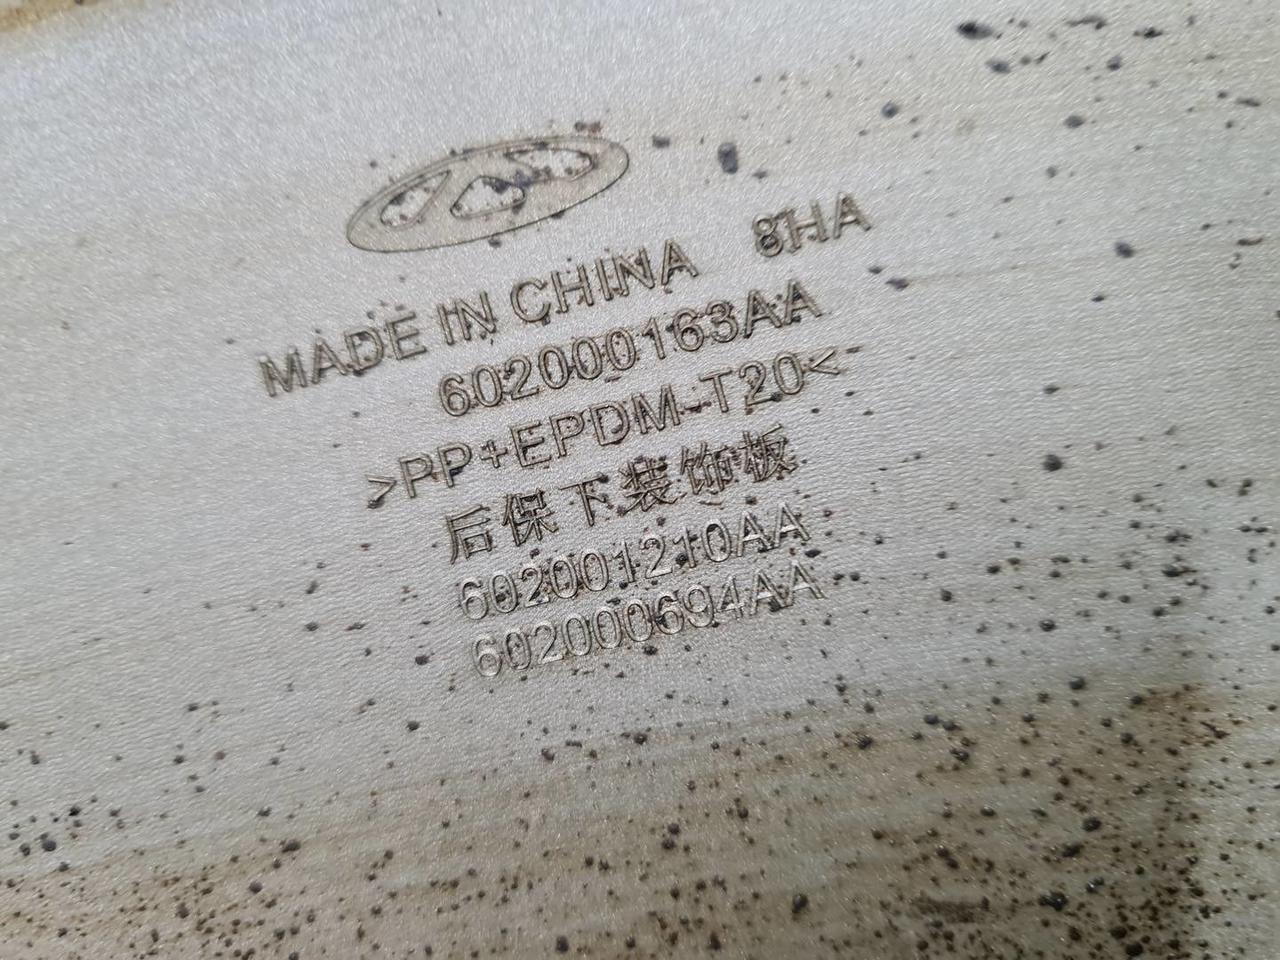 MADE IN CHINA 8HA
602000163AA
>PP+EPDM-T20<
后保下装饰板
602001210AA
602000694AA